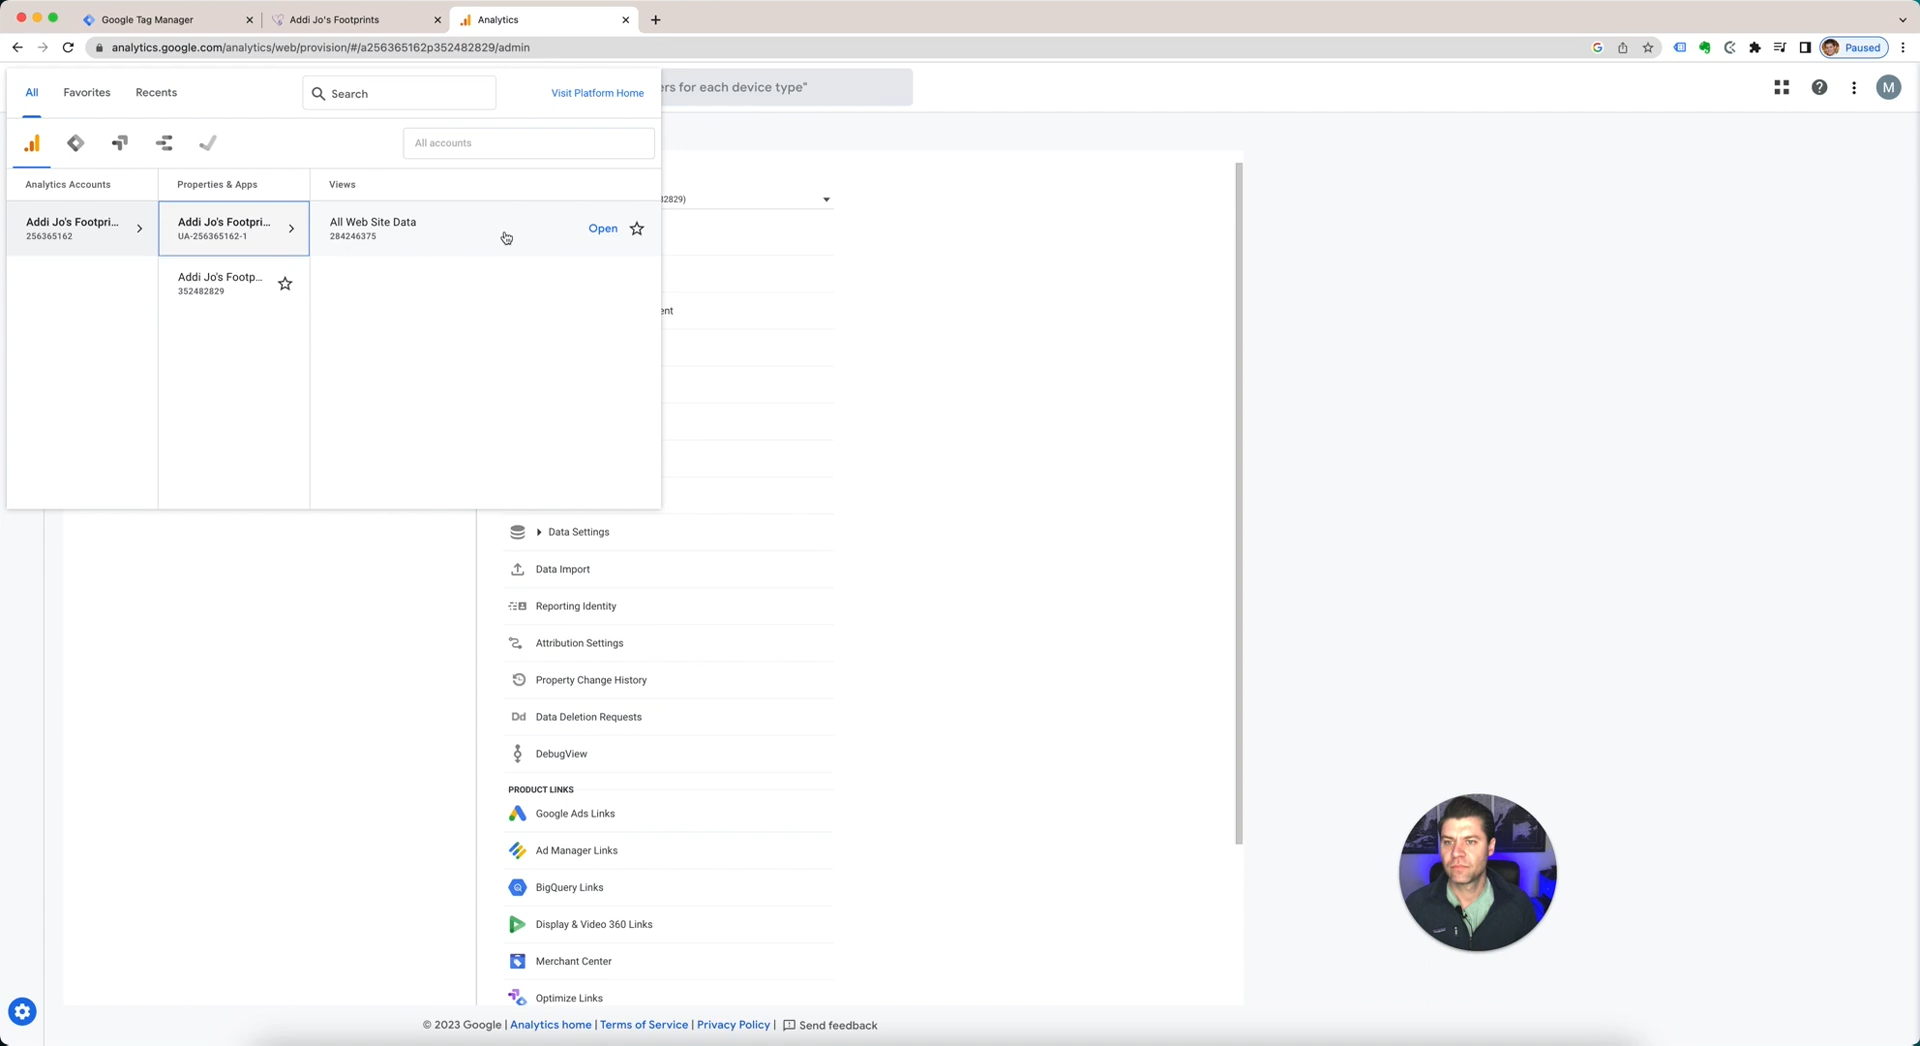 Google Tag Manager
Addi Jo's Footprints
Analytics
analytics.google.com/analytics/web/provision/#/a256365162p352482829/admin
Paused
All
Favorites
Recents
Search
Visit Platform Home
ers for each device type"
M
All accounts
Analytics Accounts
Properties & Apps
Views
Addi Jo's Footpri...
256365162
Addi Jo's Footpri...
UA-256365162-1
All Web Site Data
284246375
Open
Addi Jo's Footp...
352482829
82829)
ent
Data Settings
Data Import
Reporting Identity
Attribution Settings
Property Change History
Dd Data Deletion Requests
DebugView
PRODUCT LINKS
Google Ads Links
Ad Manager Links
BigQuery Links
Display & Video 360 Links
Merchant Center
Optimize Links
© 2023 Google | Analytics home | Terms of Service | Privacy Policy | Send feedback